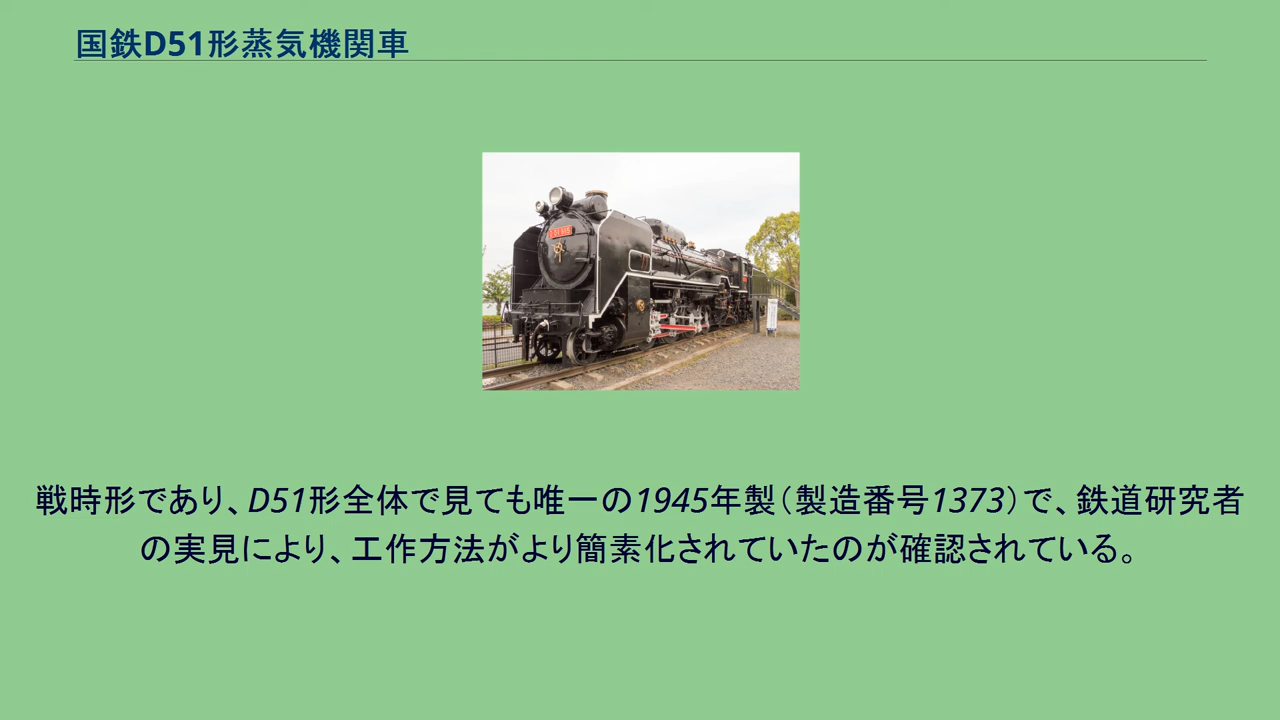 国鉄D51形蒸気機関車
戦時形であり、D51形全体で見ても唯一の1945年製（製造番号1373）で、鉄道研究者
の実見により、工作方法がより簡素化されていたのが確認されている。